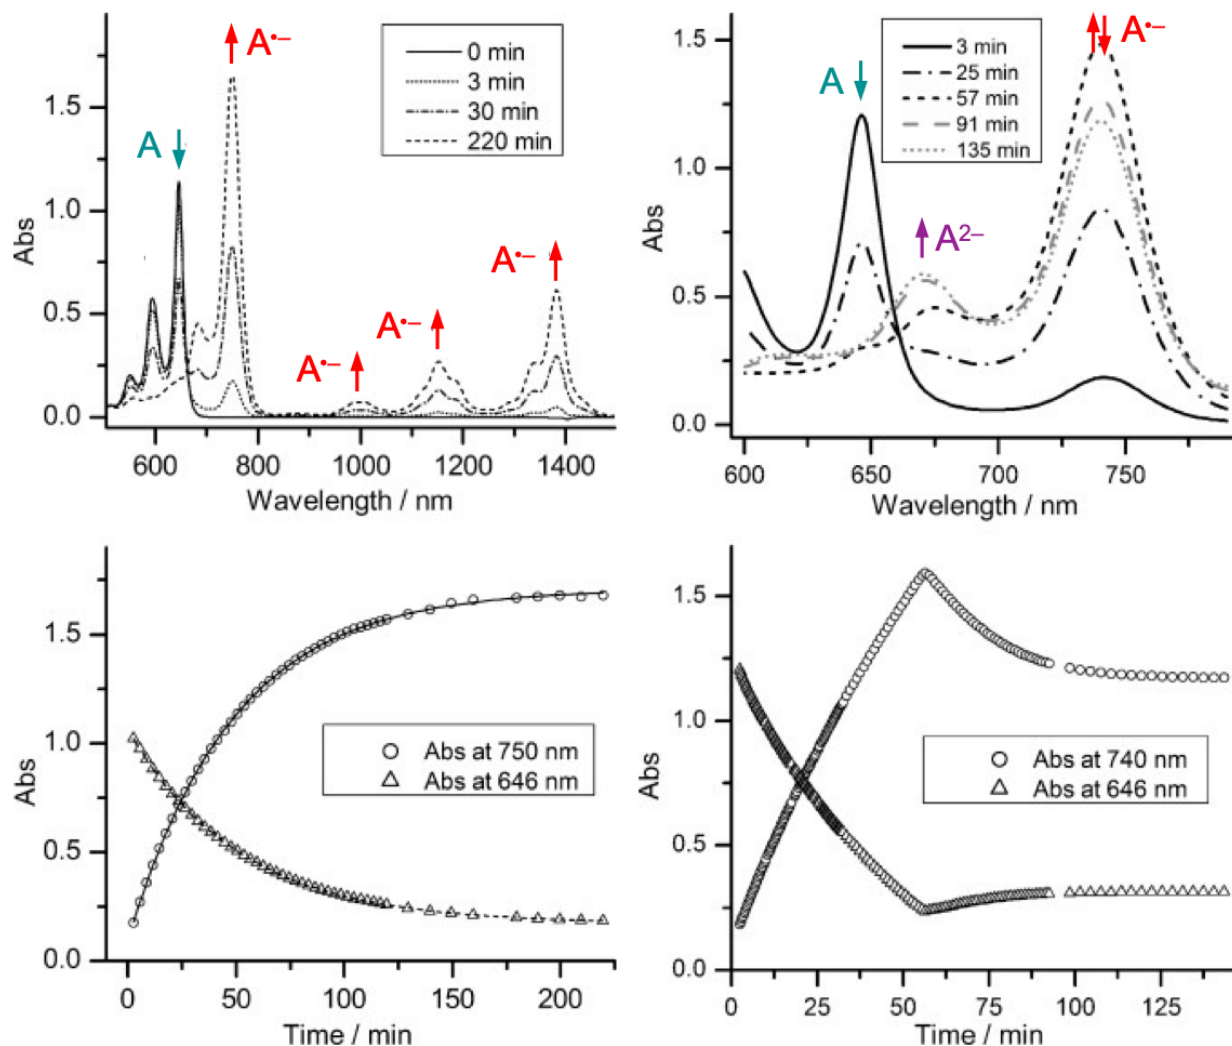 A
A•–
0 min
3 min
30 min
220 min
A•–
A•–
A•–
1.5
1.0
0.5
0.0
Abs
600
800
1000
1200
1400
Wavelength / nm
A
A•–
3 min
25 min
57 min
91 min
135 min
A2–
1.5
1.0
0.5
0.0
Abs
600
650
700
750
Wavelength / nm
1.5
1.0
0.5
0.0
Abs
Abs at 750 nm
Abs at 646 nm
0
50
100
150
200
Time / min
1.5
1.0
0.5
0.0
Abs
Abs at 740 nm
Abs at 646 nm
0
25
50
75
100
125
Time / min